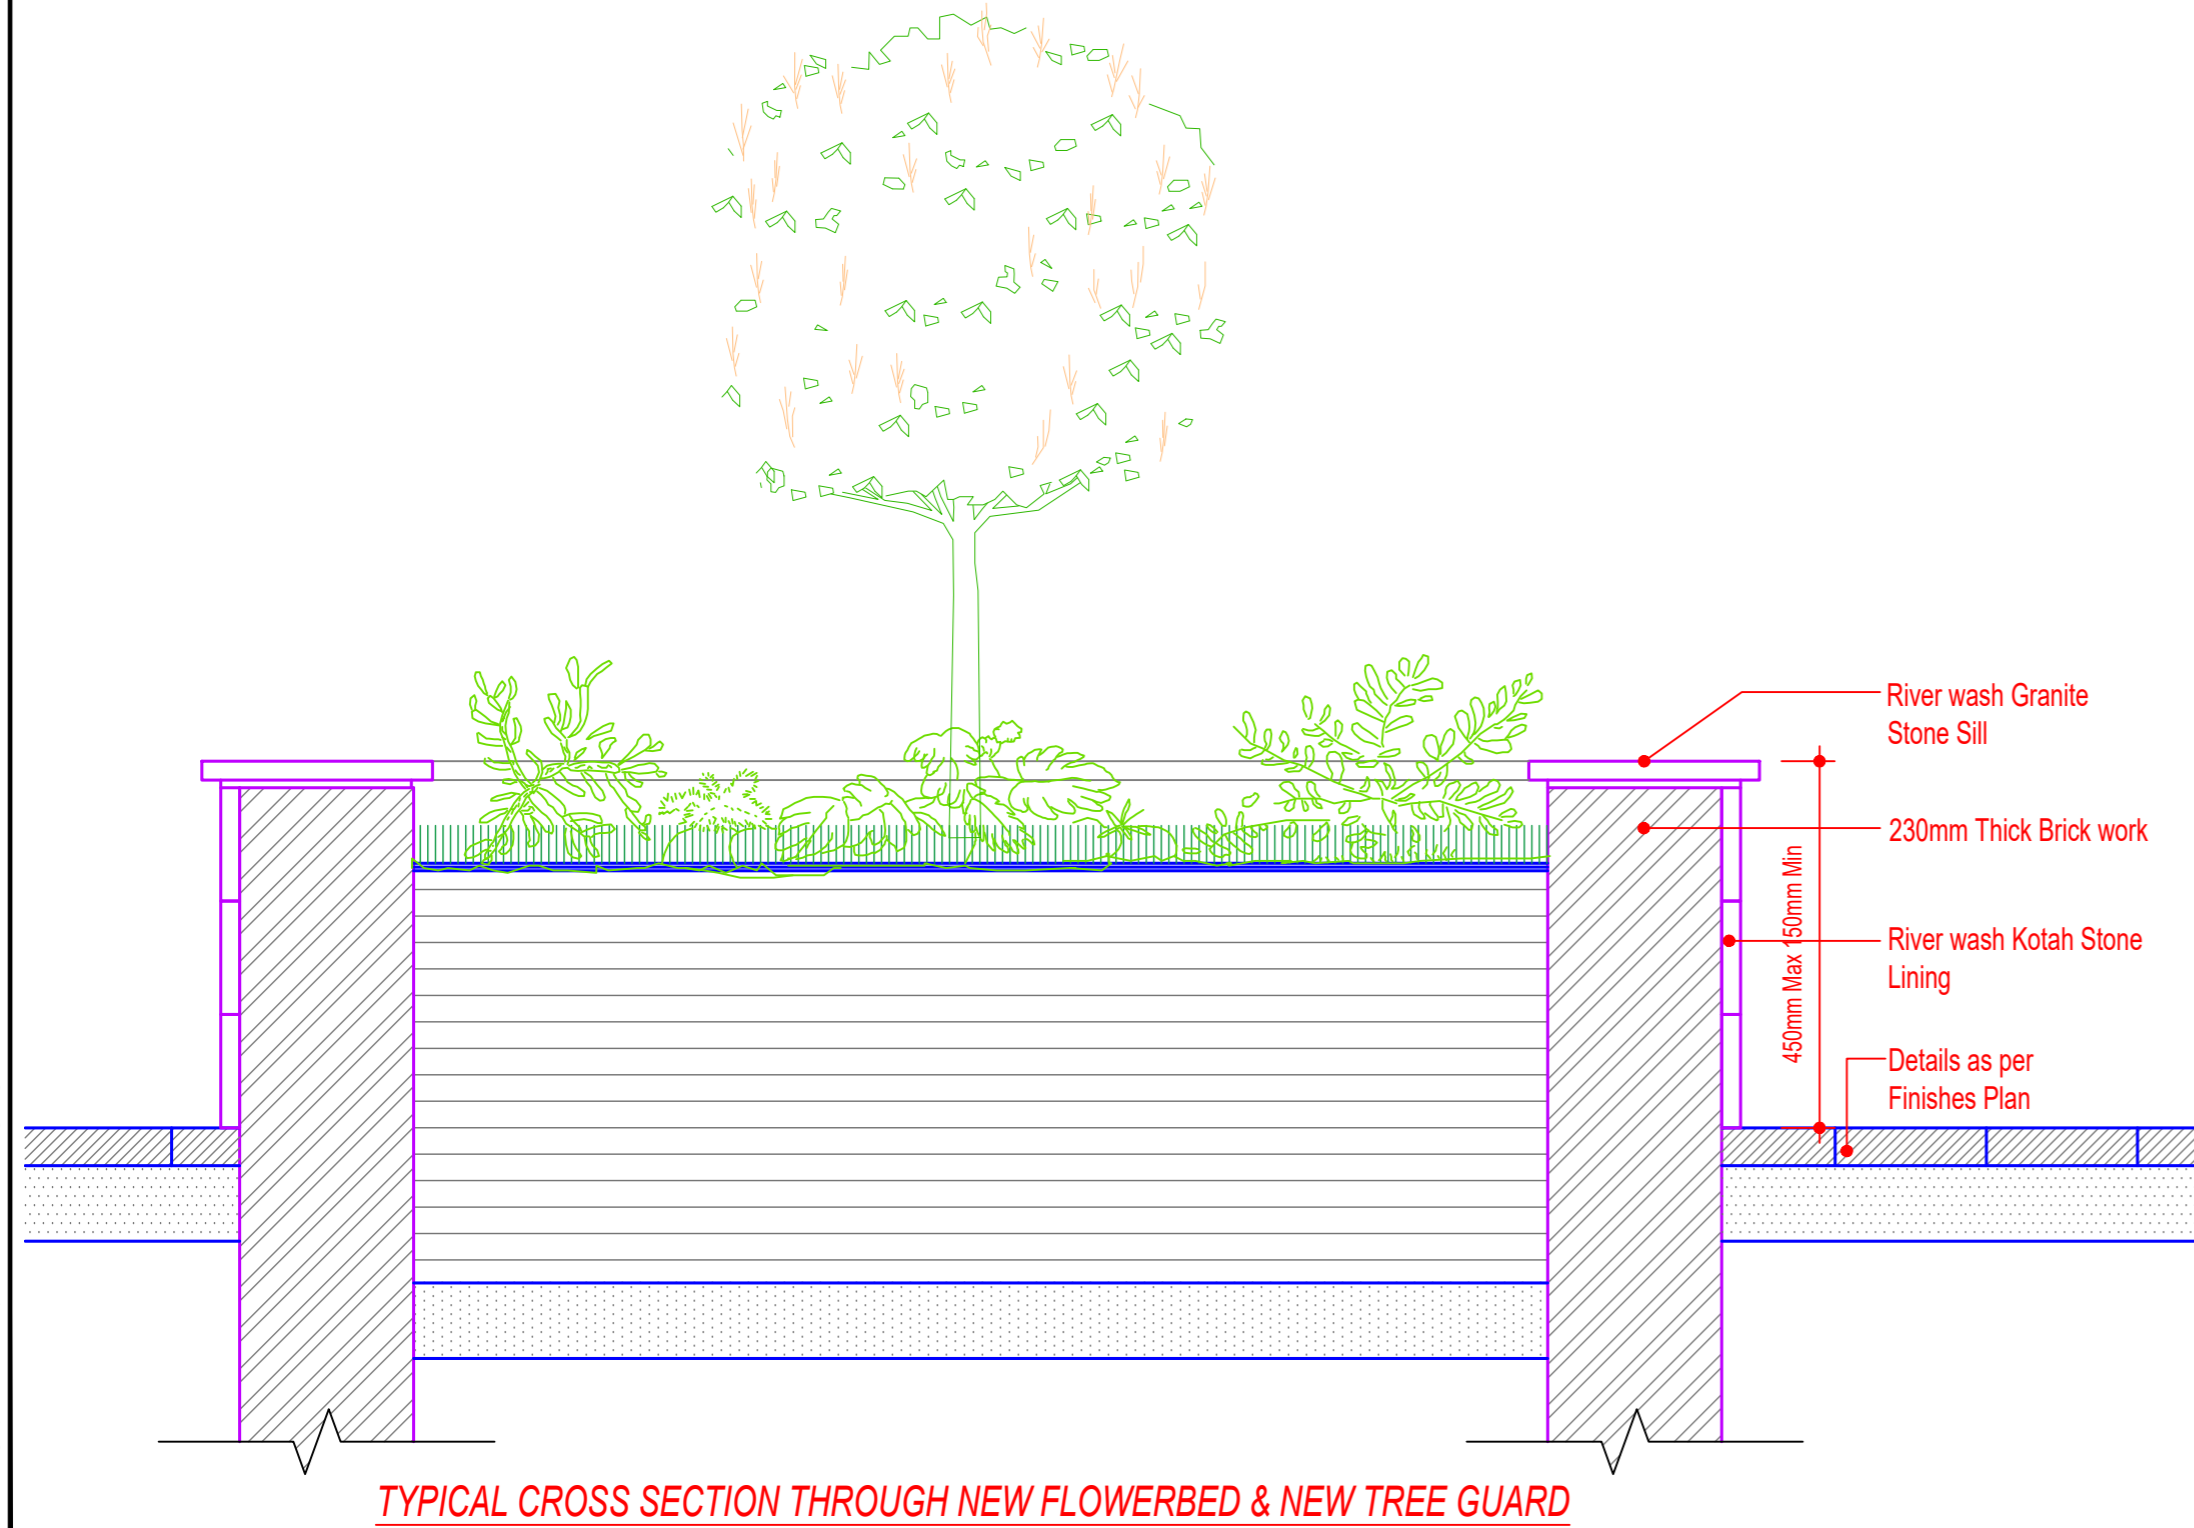 River wash Granite
Stone Sill
230mm Thick Brick work
450mm Max 150mm Min
River wash Kotah Stone
Lining
Details as per
Finishes Plan
TYPICAL CROSS SECTION THROUGH NEW FLOWERBED & NEW TREE GUARD